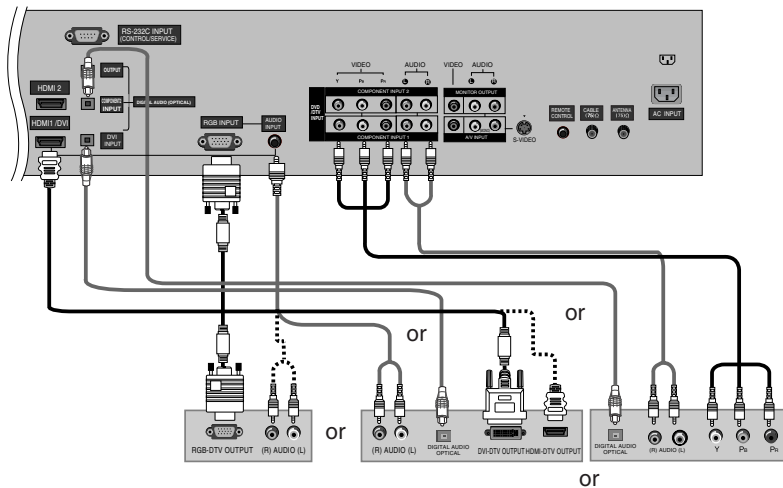 RS-232C INPUT
(CONTROL/SERVICE)
OUTPUT
HDMI 2
COMPONENT
INPUT
DIGITAL AUDIO (OPTICAL)
HDMI1 /DVI
DVI
INPUT
RGB INPUT
AUDIO
INPUT
VIDEO
AUDIO
Y
PB
PR
L
R
COMPONENT INPUT 2
DVD
/DTV
INPUT
COMPONENT INPUT 1
VIDEO
AUDIO
L
R
MONITOR OUTPUT
A/V INPUT
S-VIDEO
REMOTE
CONTROL
CABLE
ANTENNA
AC INPUT
or
or
or
or
RGB-DTV OUTPUT
(R) AUDIO (L)
(R) AUDIO (L)
DIGITAL AUDIO
OPTICAL
DVI-DTV OUTPUT
HDMI-DTV OUTPUT
DIGITAL AUDIO
OPTICAL
(R) AUDIO (L)
Y
PB
PR